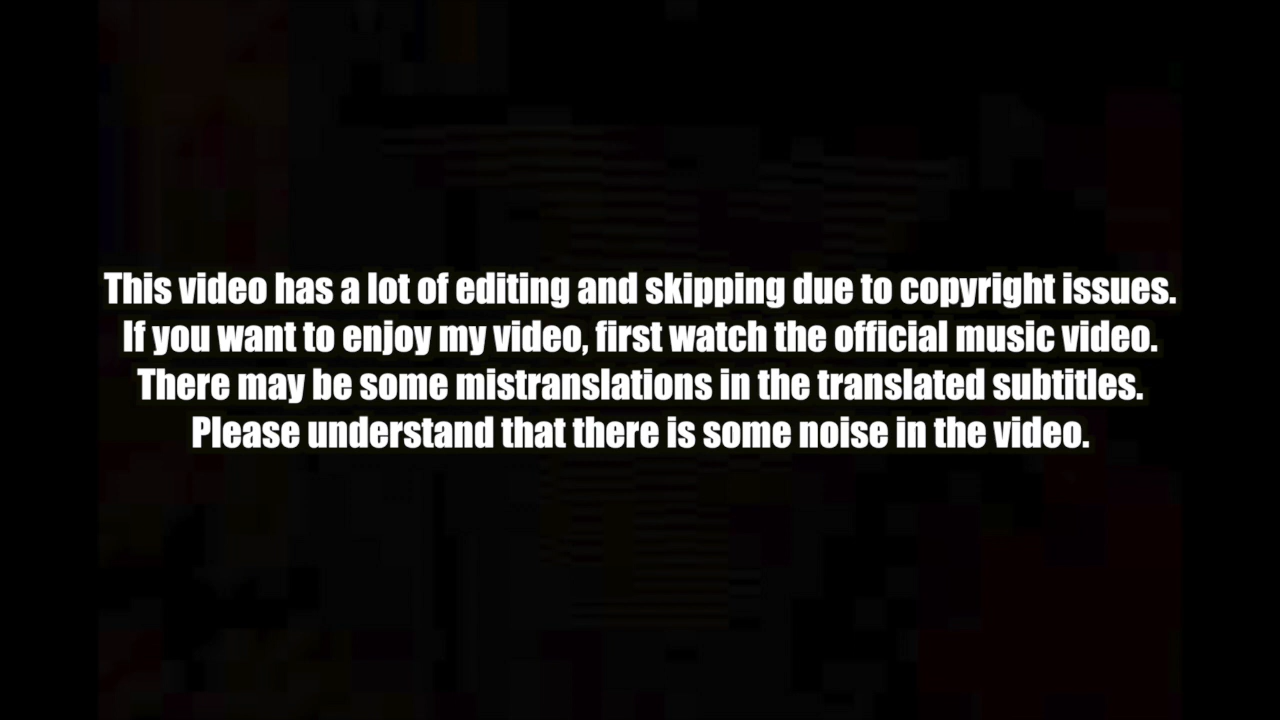 This video has a lot of editing and skipping due to copyright issues.
If you want to enjoy my video, first watch the official music video.
There may be some mistranslations in the translated subtitles.
Please understand that there is some noise in the video.